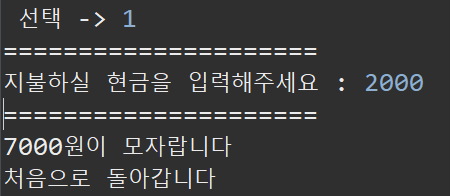 선택 -> 1
=====================
지불하실 현금을 입력해주세요 : 2000
=====================
7000원이 모자랍니다
처음으로 돌아갑니다